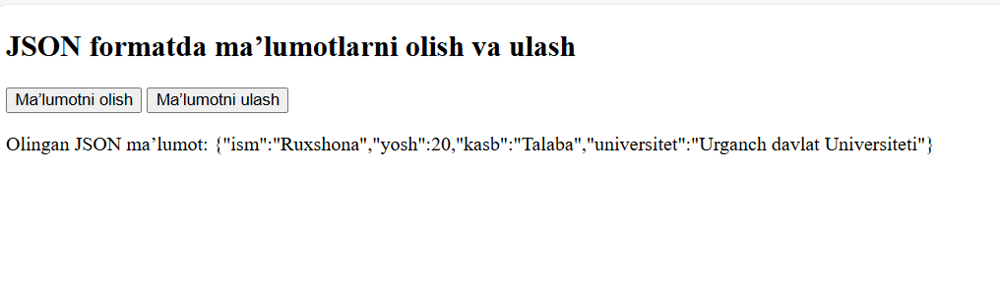 JSON formatda ma’lumotlarni olish va ulash
Ma’lumotni olish Ma’lumotni ulash
Olingan JSON ma’lumot: {"ism":"Ruxshona","yosh":20,"kasb":"Talaba","universitet":"Urganch davlat Universiteti"}